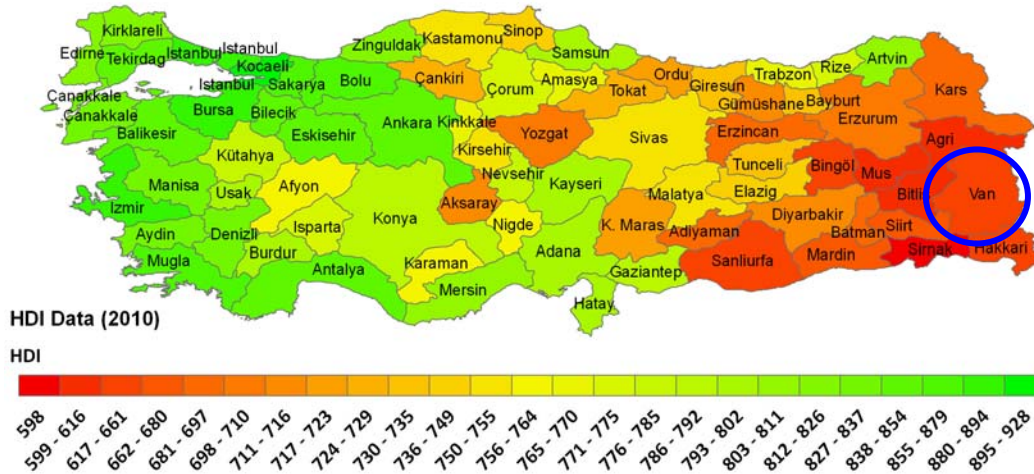 Kirklareli
Edirne
Tekirdag
Istanbul
Istanbul
Kocaeli
Istanbul
Sakarya
Çanakkale
Çanakkale
Bursa
Bilecik
Balikesir
Bolu
Zinguldak
Kastamonu
Sinop
Samsun
Çankiri
Çorum
Amasya
Tokat
Ordu
Giresun
Trabzon
Rize
Artvin
Gümüshane
Bayburt
Kars
Erzurum
Agri
Eskisehir
Ankara
Kinkkale
Yozgat
Sivas
Erzincan
Kütahya
Kirsehir
Tunceli
Bingöl
Mus
Manisa
Usak
Afyon
Nevsehir
Kayseri
Malatya
Elazig
Bitlis
Van
Izmir
Konya
Aksaray
Nigde
K. Maras
Diyarbakir
Batman
Siirt
Aydin
Denizli
Isparta
Adiyaman
Sirnak
Hakkari
Mugla
Burdur
Antalya
Karaman
Mersin
Adana
Gaziantep
Sanliurfa
Mardin
Hatay
HDI Data (2010)
HDI
598
599 - 616
617 - 661
662 - 680
681 - 697
698 - 710
711 - 716
717 - 723
724 - 729
730 - 735
736 - 749
750 - 755
756 - 764
765 - 770
771 - 775
776 - 785
786 - 792
793 - 802
803 - 811
812 - 826
827 - 837
838 - 854
855 - 879
880 - 894
895 - 928